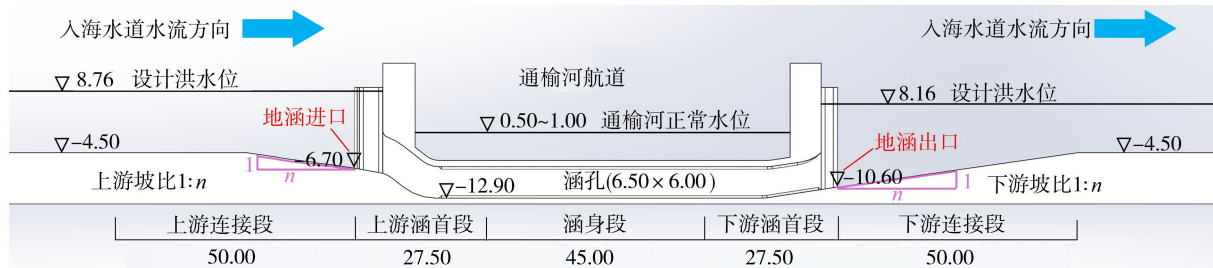 入海水道水流方向
入海水道水流方向
通榆河航道
▽8.76 设计洪水位
▽8.16 设计洪水位
地涵进口
▽0.50~1.00 通榆河正常水位
地涵出口
▽-4.50
▽-4.50
-6.70▽
1
n
上游坡比1:n
▽-12.90
涵孔(6.50×6.00)
▽-10.60
1
n
下游坡比1:n
上游连接段
上游涵首段
涵身段
下游涵首段
下游连接段
50.00
27.50
45.00
27.50
50.00